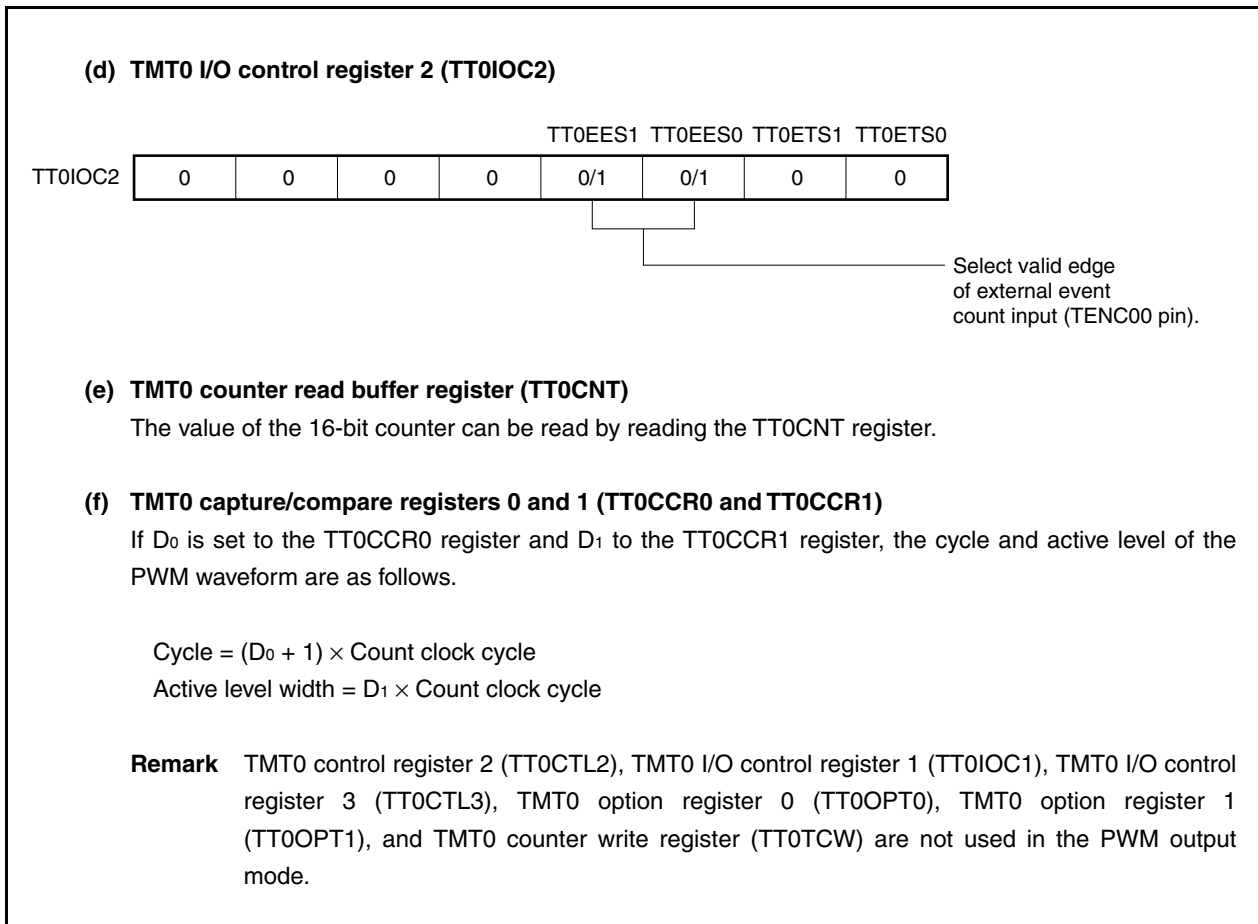 (d) TMT0 I/O control register 2 (TT0IOC2)
TT0EES1 TT0EES0 TT0ETS1 TT0ETS0
TT0IOC2 0 0 0 0 0/1 0/1 0 0
Select valid edge
of external event
count input (TENC00 pin).
(e) TMT0 counter read buffer register (TT0CNT)
The value of the 16-bit counter can be read by reading the TT0CNT register.
(f) TMT0 capture/compare registers 0 and 1 (TT0CCR0 and TT0CCR1)
If D0 is set to the TT0CCR0 register and D1 to the TT0CCR1 register, the cycle and active level of the
PWM waveform are as follows.
Cycle = (D0 + 1) × Count clock cycle
Active level width = D1 × Count clock cycle
Remark TMT0 control register 2 (TT0CTL2), TMT0 I/O control register 1 (TT0IOC1), TMT0 I/O control
register 3 (TT0CTL3), TMT0 option register 0 (TT0OPT0), TMT0 option register 1
(TT0OPT1), and TMT0 counter write register (TT0TCW) are not used in the PWM output
mode.